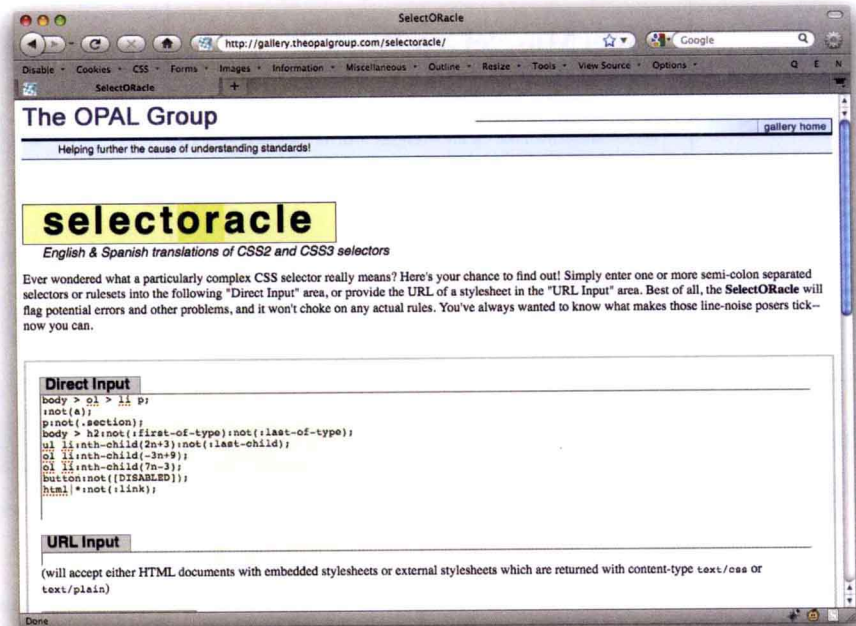 SelectORacle
http://gallery.theopalgroup.com/selectoracle/
Google
Disable Cookies CSS Forms Images Information Miscellaneous Outline Resize Tools View Source Options Q E N
SelectORacle +
The OPAL Group
gallery home
Helping further the cause of understanding standards!
selectoracle
English & Spanish translations of CSS2 and CSS3 selectors
Ever wondered what a particularly complex CSS selector really means? Here's your chance to find out! Simply enter one or more semi-colon separated
selectors or rulesets into the following "Direct Input" area, or provide the URL of a stylesheet in the "URL Input" area. Best of all, the SelectORacle will
flag potential errors and other problems, and it won't choke on any actual rules. You've always wanted to know what makes those line-noise posers tick--
now you can.
Direct Input
body > ol > li p;
:not(a);
p:not(.section);
body > h2:not(:first-of-type):not(:last-of-type);
ul li:nth-child(2n+3):not(:last-child);
ol li:nth-child(-3n+9);
ol li:nth-child(7n-3);
button:not([DISABLED]);
html|*:not(:link);
URL Input
(will accept either HTML documents with embedded stylesheets or external stylesheets which are returned with content-type text/css or
text/plain)
Done